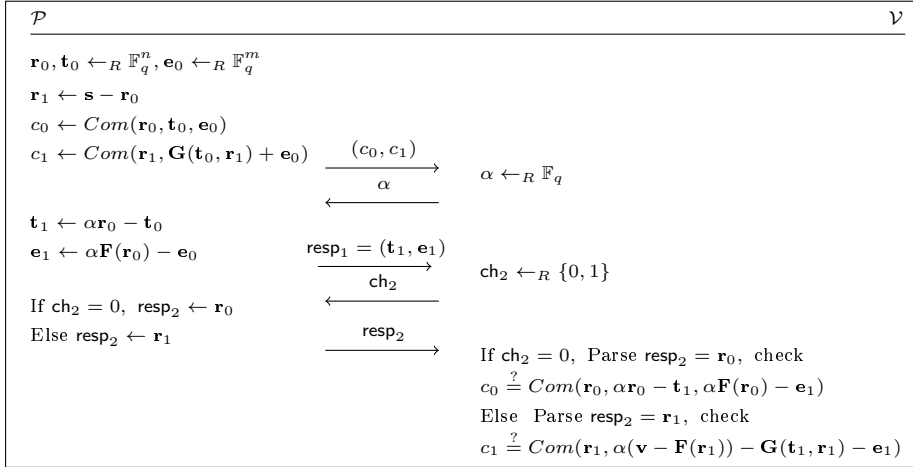 𝒫 𝒱
𝐫₀, 𝐭₀ ←_R 𝔽_q^n, 𝐞₀ ←_R 𝔽_q^m
𝐫₁ ← 𝐬 − 𝐫₀
c₀ ← Com(𝐫₀, 𝐭₀, 𝐞₀)
c₁ ← Com(𝐫₁, 𝐆(𝐭₀, 𝐫₁) + 𝐞₀) (c₀, c₁)
α ←_R 𝔽_q
α
𝐭₁ ← α𝐫₀ − 𝐭₀
𝐞₁ ← α𝐅(𝐫₀) − 𝐞₀ resp₁ = (𝐭₁, 𝐞₁)
ch₂ ←_R {0, 1}
ch₂
If ch₂ = 0, resp₂ ← 𝐫₀
Else resp₂ ← 𝐫₁ resp₂
If ch₂ = 0, Parse resp₂ = 𝐫₀, check
c₀ =? Com(𝐫₀, α𝐫₀ − 𝐭₁, α𝐅(𝐫₀) − 𝐞₁)
Else Parse resp₂ = 𝐫₁, check
c₁ =? Com(𝐫₁, α(𝐯 − 𝐅(𝐫₁)) − 𝐆(𝐭₁, 𝐫₁) − 𝐞₁)